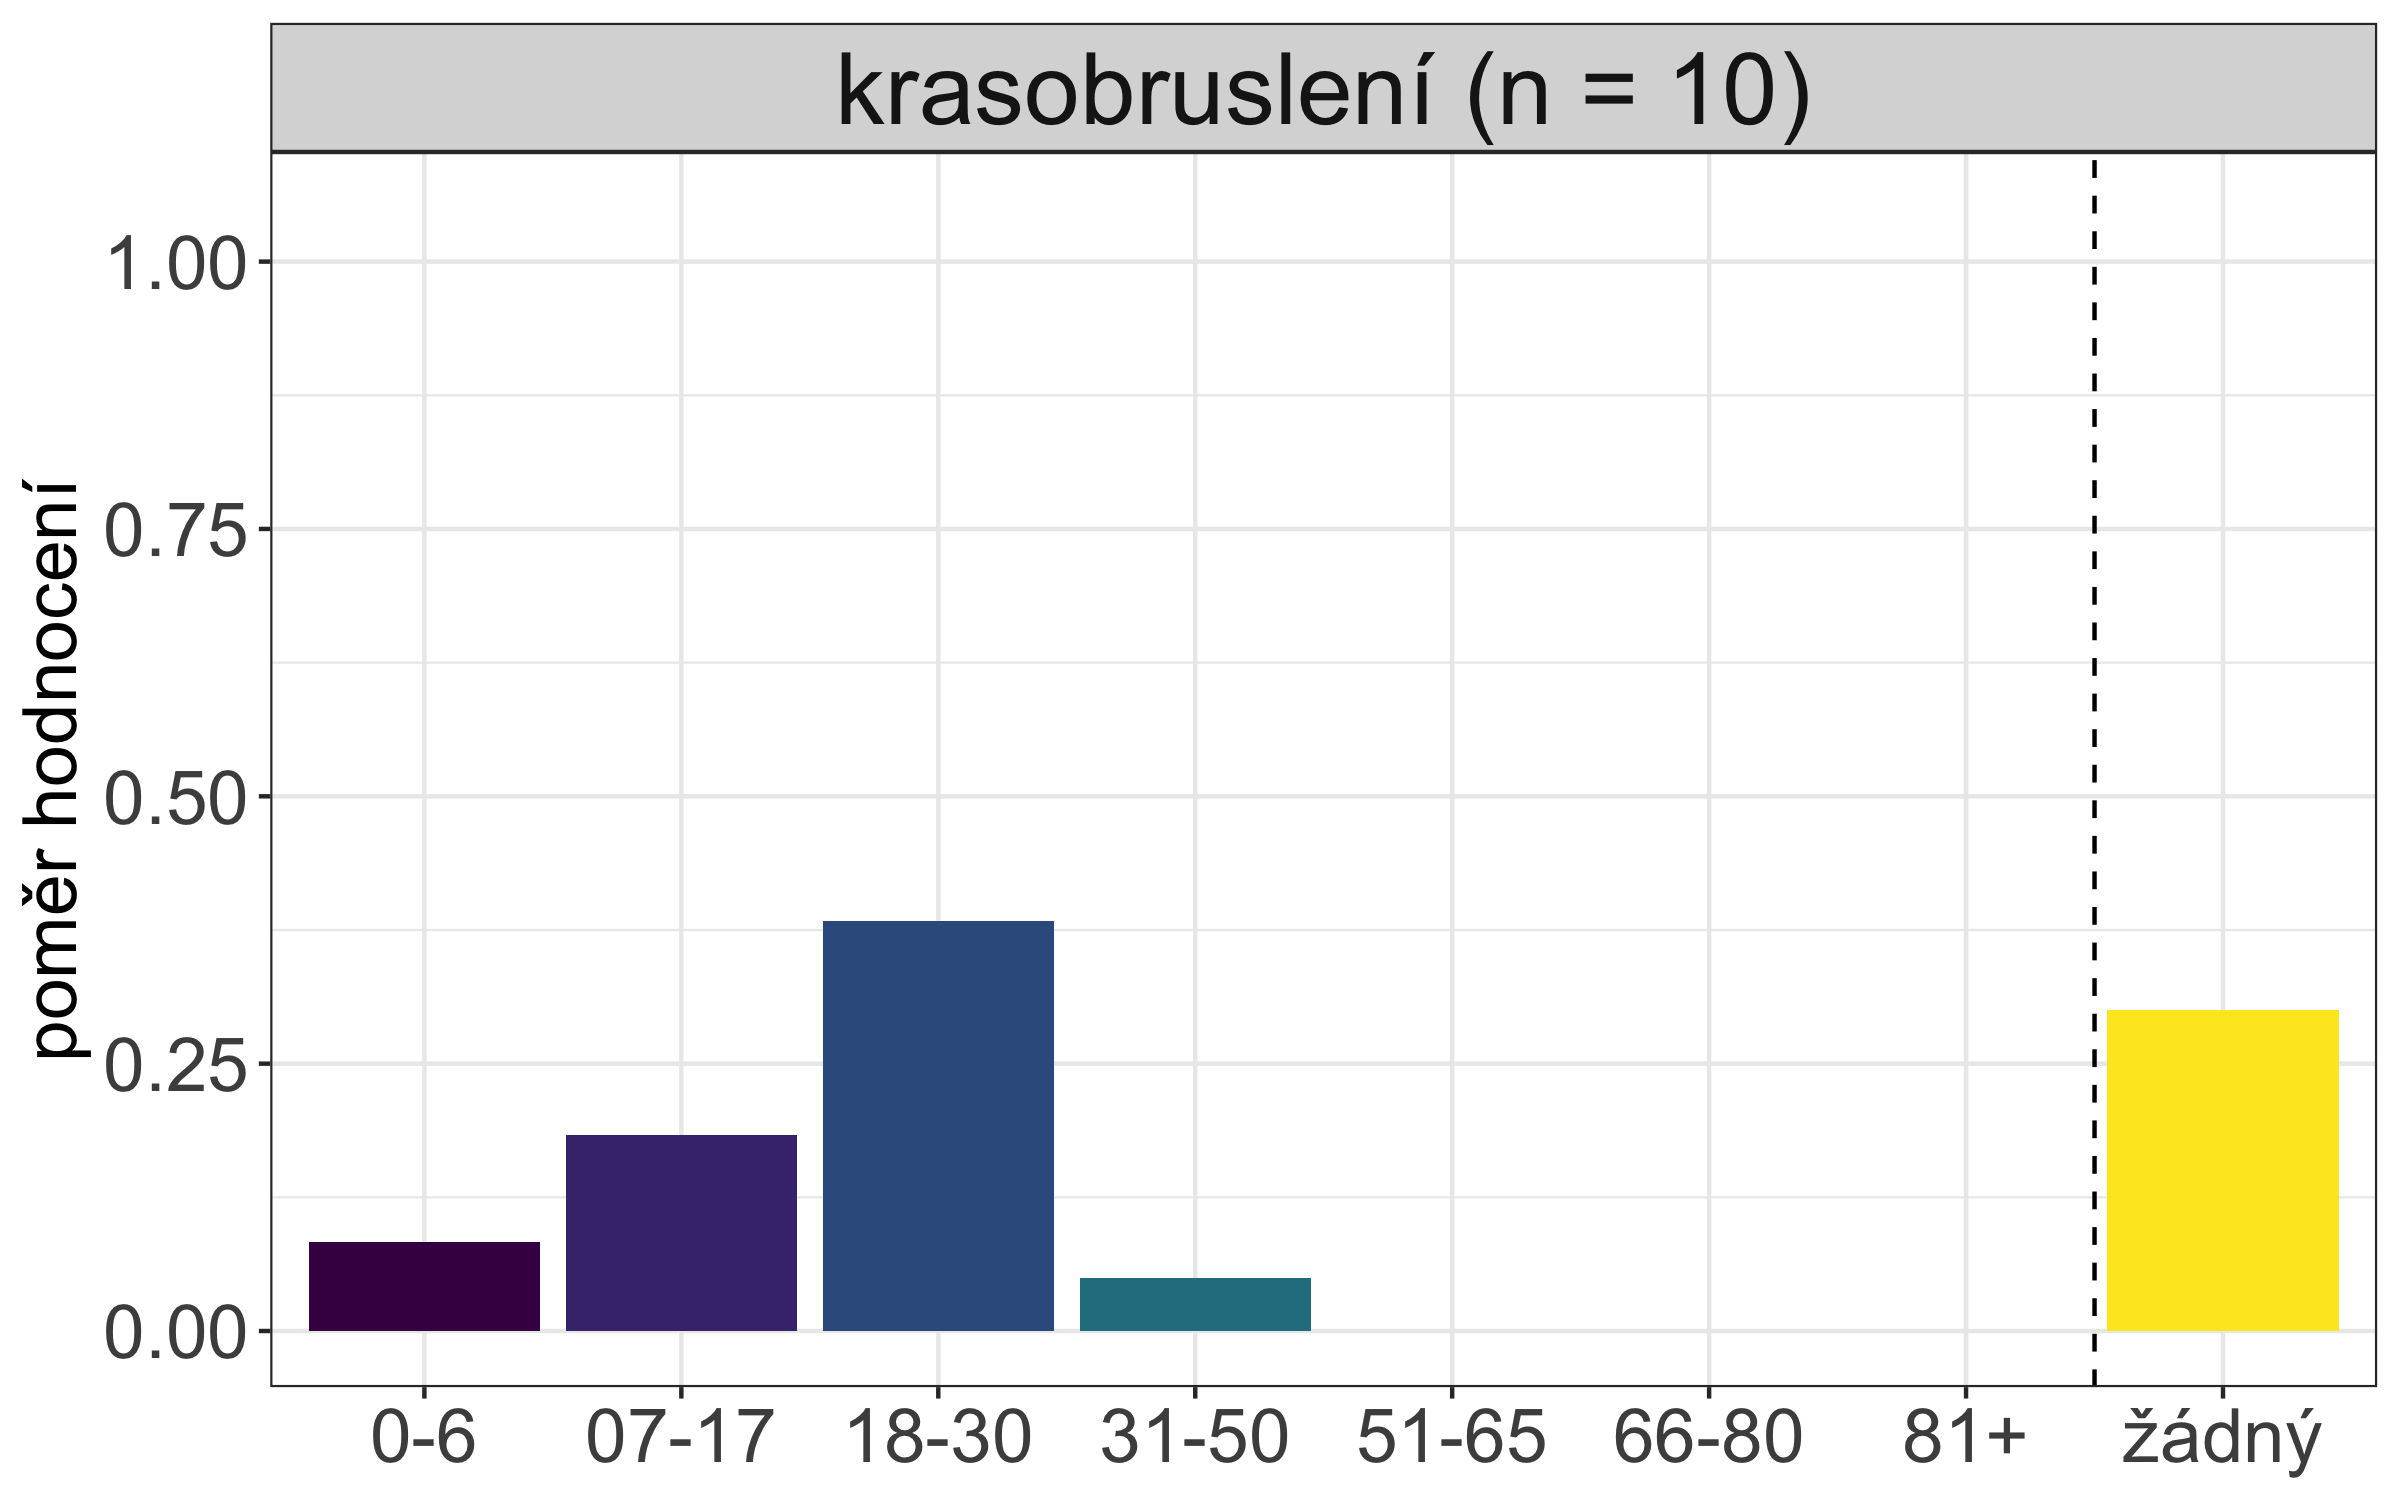 krasobruslení (n = 10)
poměr hodnocení
1.00
0.75
0.50
0.25
0.00
0-6 07-17 18-30 31-50 51-65 66-80 81+ žádný